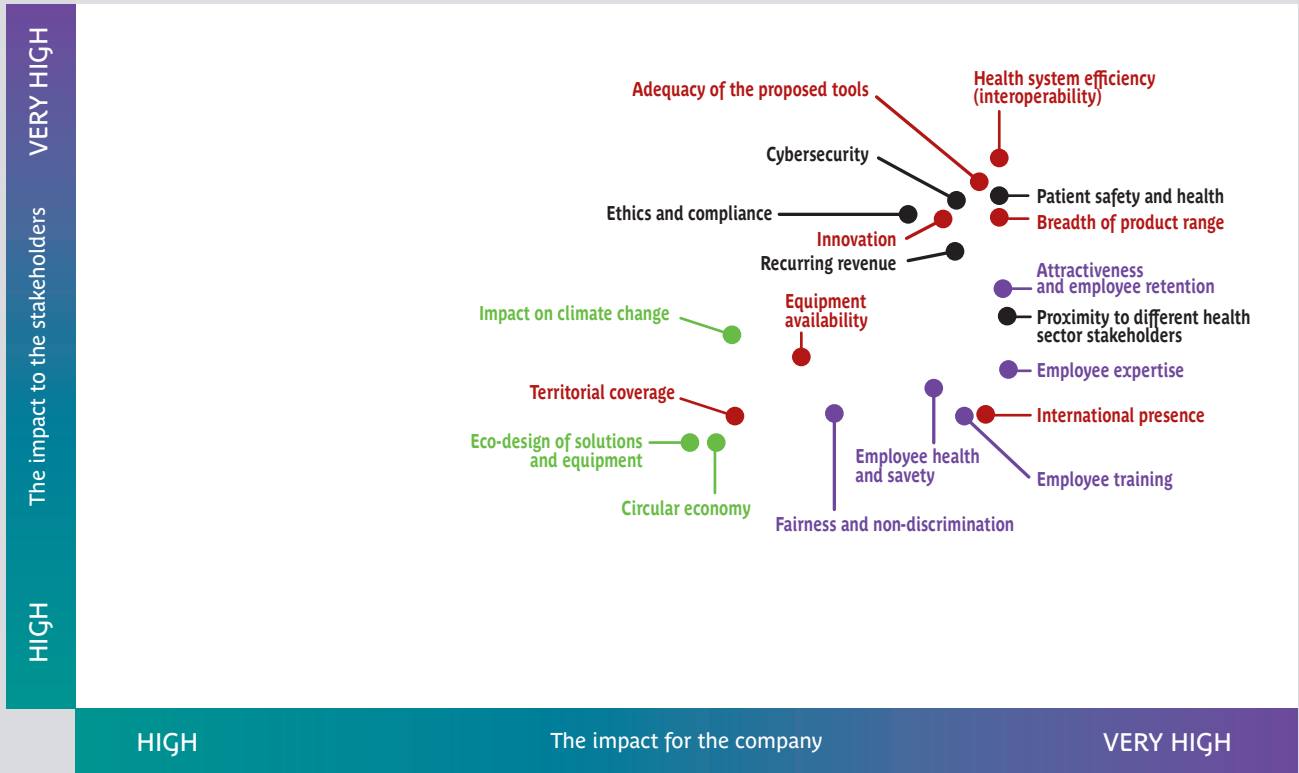 VERY HIGH
The impact to the stakeholders
HIGH
Adequacy of the proposed tools
Health system efficiency
(interoperability)
Cybersecurity
Patient safety and health
Ethics and compliance
Breadth of product range
Innovation
Recurring revenue
Attractiveness
and employee retention
Equipment
availability
Impact on climate change
Proximity to different health
sector stakeholders
Employee expertise
Territorial coverage
International presence
Eco-design of solutions
and equipment
Employee health
and savety
Employee training
Circular economy
Fairness and non-discrimination
HIGH
The impact for the company
VERY HIGH